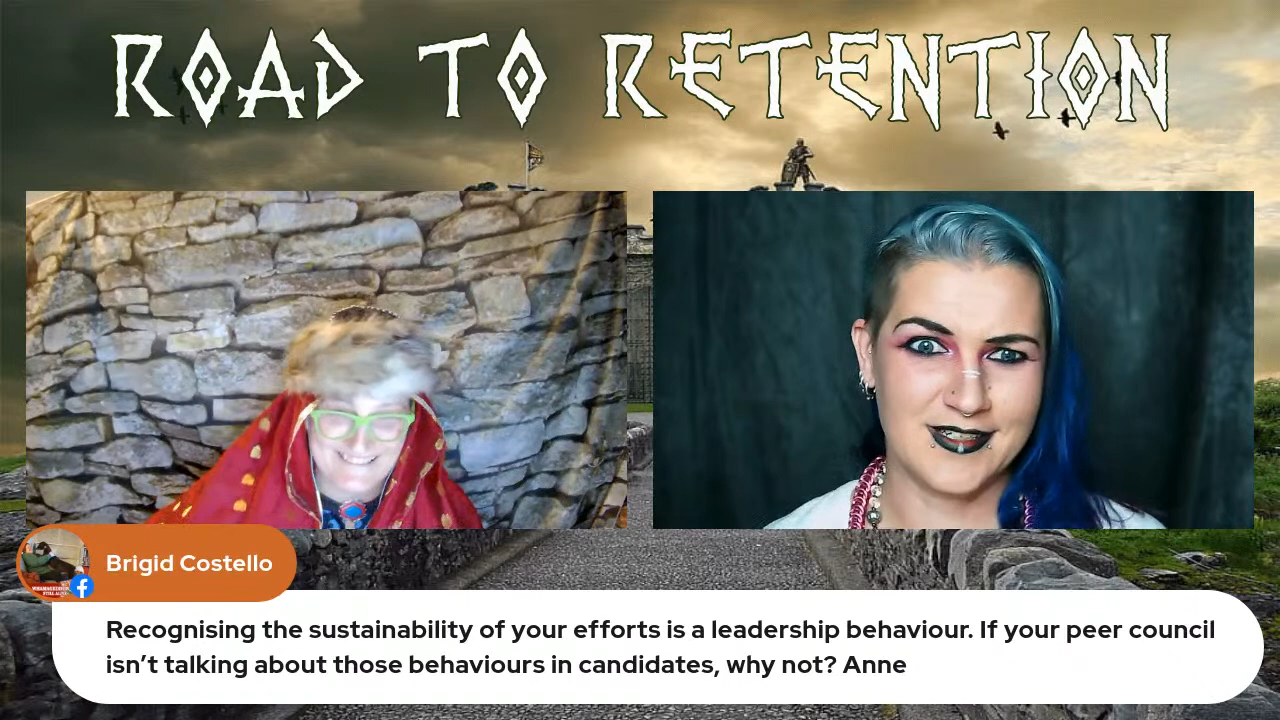 ROAD TO RETENTION
Brigid Costello
Recognising the sustainability of your efforts is a leadership behaviour. If your peer council
isn’t talking about those behaviours in candidates, why not? Anne